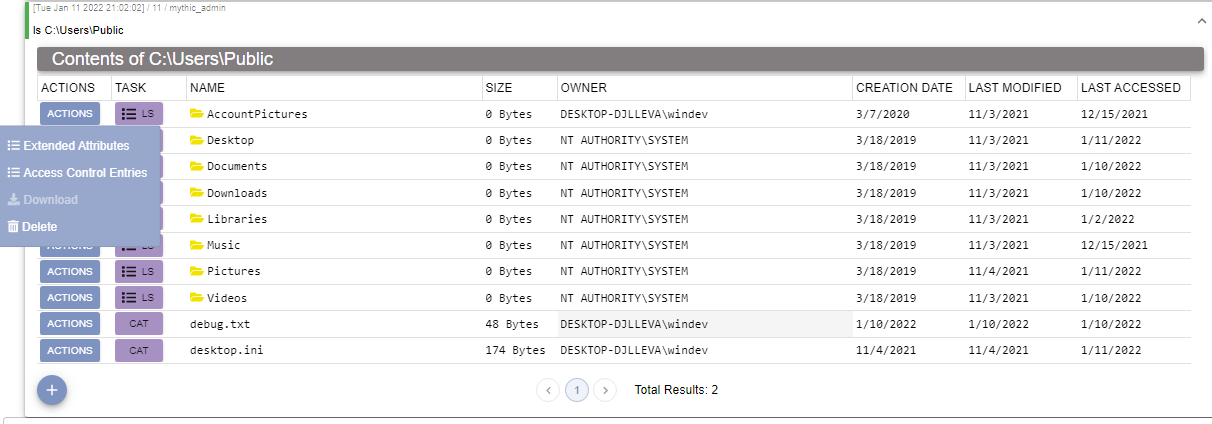 [Tue Jan 11 2022 21:02:02] / 11 / mythic_admin
ls C:\Users\Public
Contents of C:\Users\Public
ACTIONS TASK NAME SIZE OWNER CREATION DATE LAST MODIFIED LAST ACCESSED
ACTIONS LS AccountPictures 0 Bytes DESKTOP-DJLLEVA\windev 3/7/2020 11/3/2021 12/15/2021
Extended Attributes
Desktop 0 Bytes NT AUTHORITY\SYSTEM 3/18/2019 11/3/2021 1/11/2022
Access Control Entries
Documents 0 Bytes NT AUTHORITY\SYSTEM 3/18/2019 11/3/2021 1/10/2022
Download
Downloads 0 Bytes NT AUTHORITY\SYSTEM 3/18/2019 11/3/2021 1/10/2022
Delete
Libraries 0 Bytes NT AUTHORITY\SYSTEM 3/18/2019 11/3/2021 1/2/2022
ACTIONS LS Music 0 Bytes NT AUTHORITY\SYSTEM 3/18/2019 11/3/2021 12/15/2021
ACTIONS LS Pictures 0 Bytes NT AUTHORITY\SYSTEM 3/18/2019 11/4/2021 1/11/2022
ACTIONS LS Videos 0 Bytes NT AUTHORITY\SYSTEM 3/18/2019 11/3/2021 1/10/2022
ACTIONS CAT debug.txt 48 Bytes DESKTOP-DJLLEVA\windev 1/10/2022 1/10/2022 1/10/2022
ACTIONS CAT desktop.ini 174 Bytes DESKTOP-DJLLEVA\windev 11/4/2021 11/4/2021 1/11/2022
+ < 1 > Total Results: 2